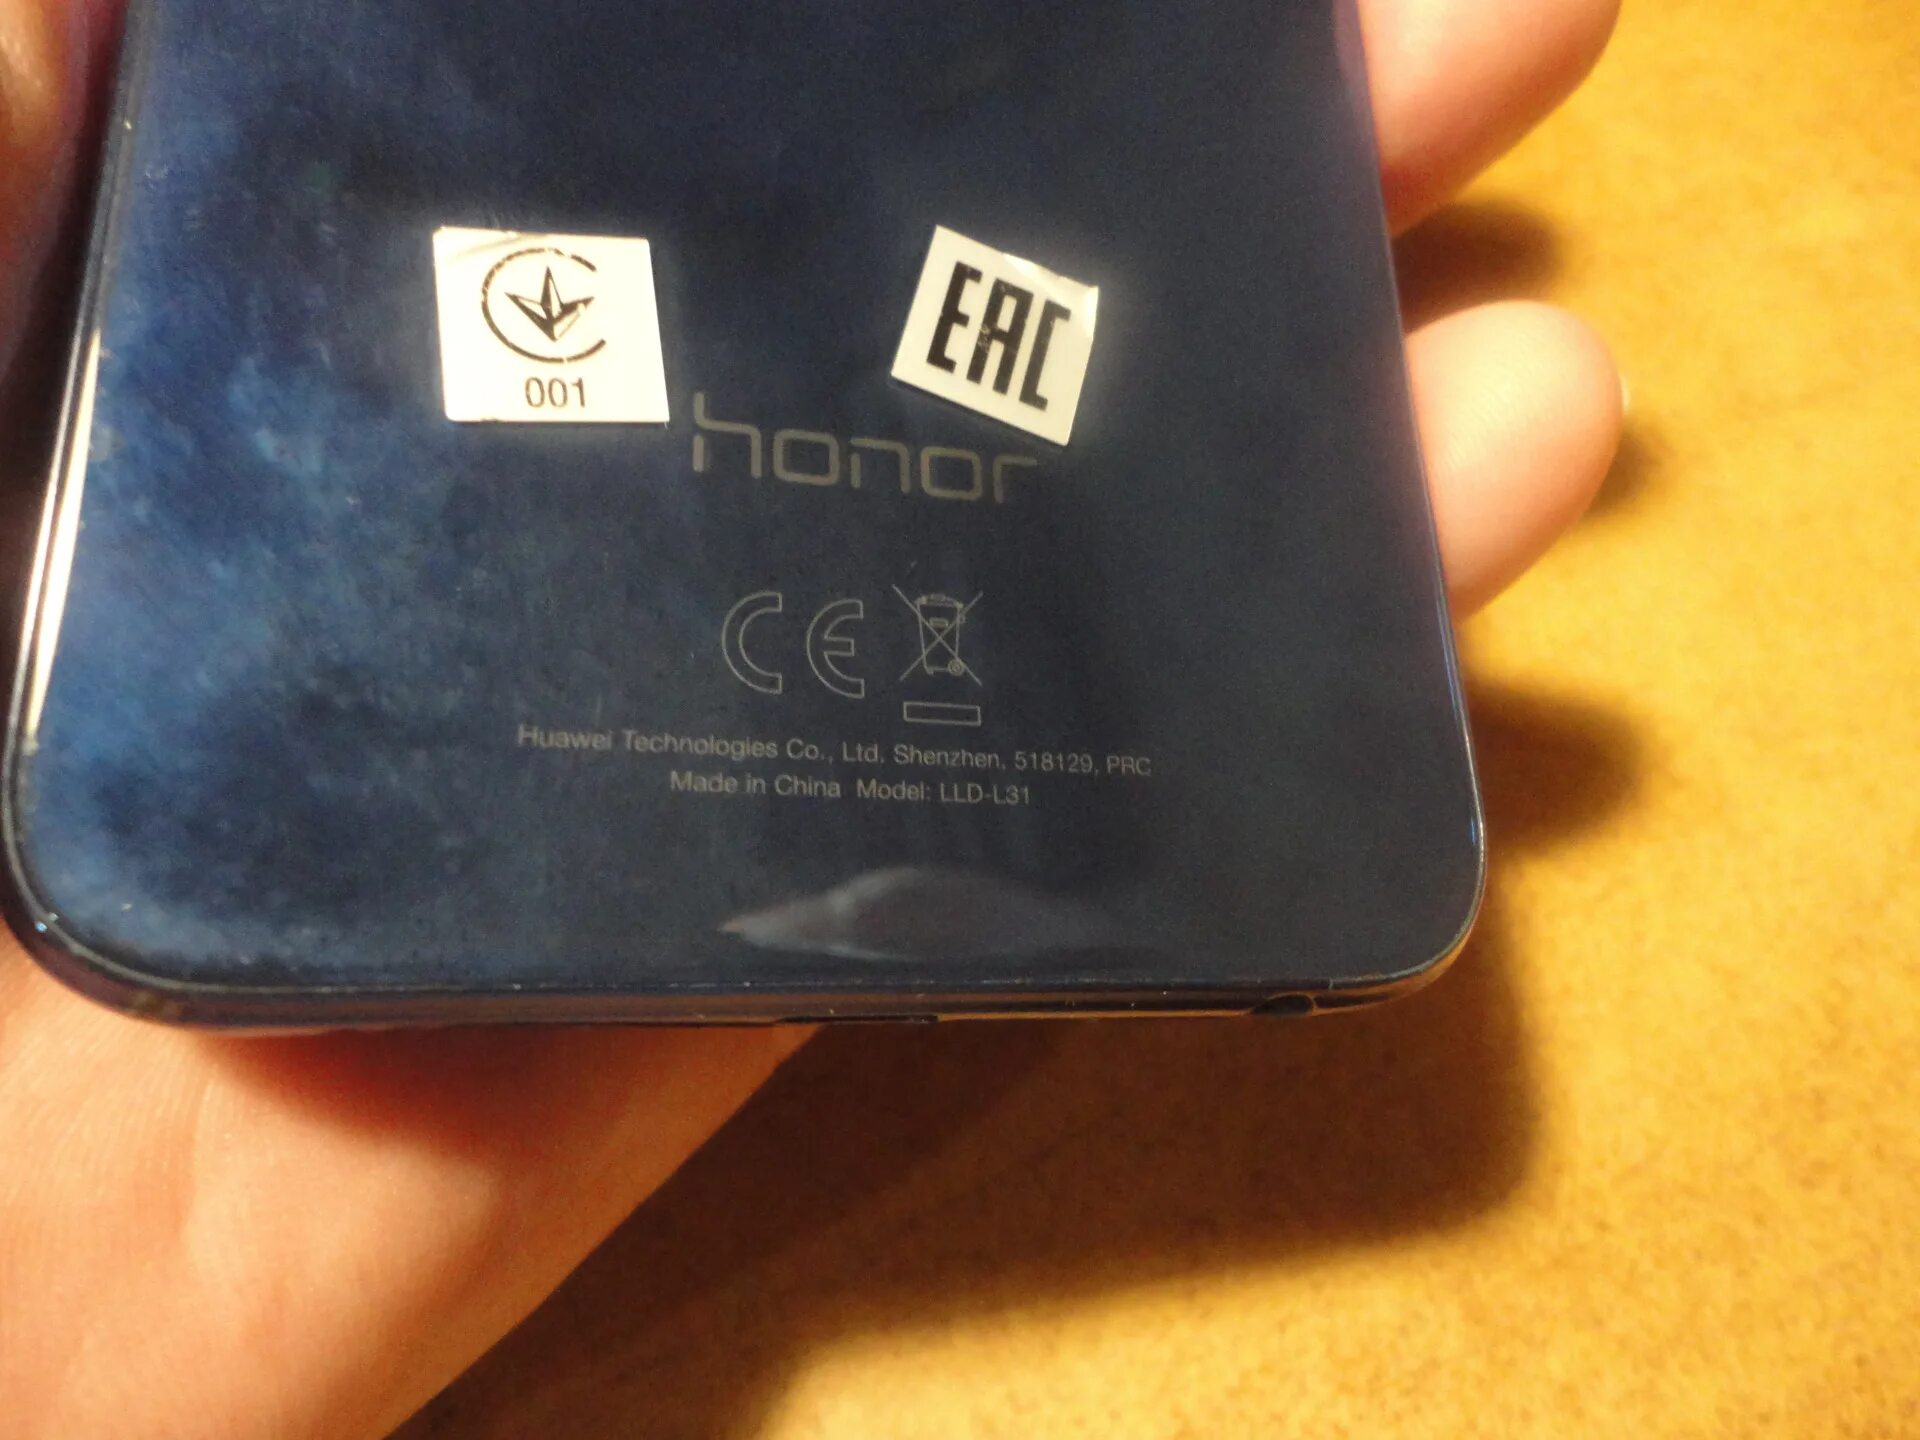 001
EAC
honor
CE
Huawei Technologies Co., Ltd. Shenzhen, 518129, PRC
Made in China Model: LLD-L31